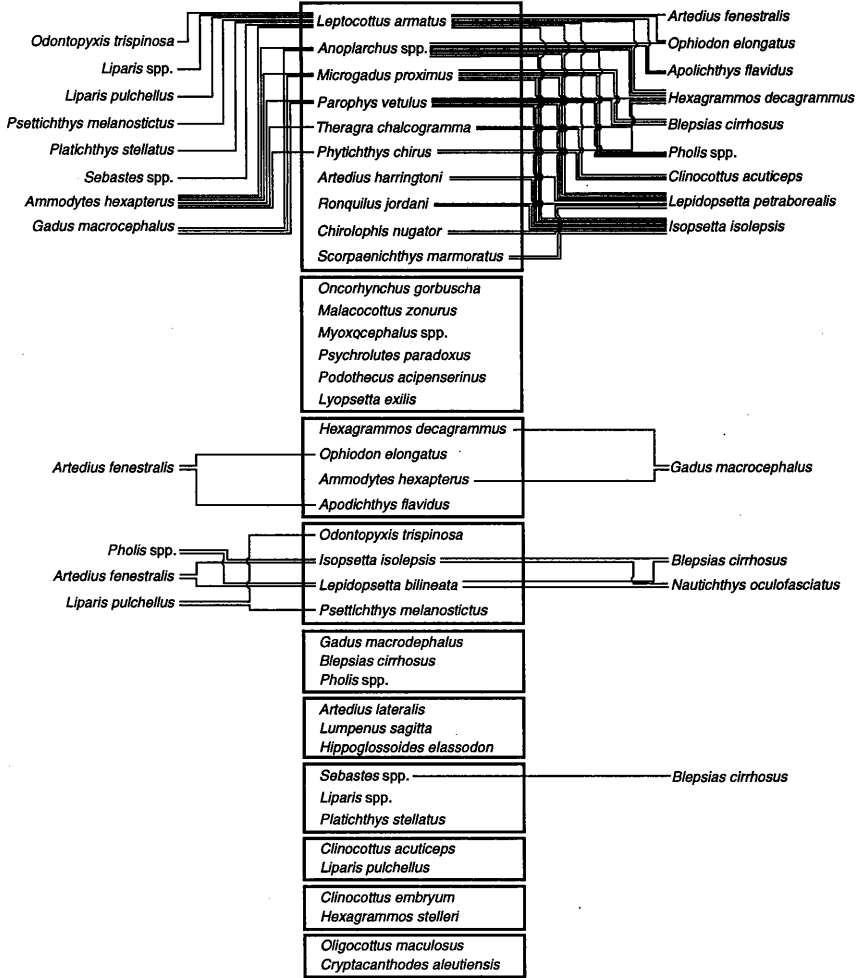 Odontopyxis trispinosa
Liparis spp.
Liparis pulchellus
Psettichthys melanostictus
Platichthys stellatus
Sebastes spp.
Ammodytes hexapterus
Gadus macrocephalus
Leptocottus armatus
Anoplarchus spp.
Microgadus proximus
Parophys vetulus
Theragra chalcogramma
Phytichthys chirus
Artedius harringtoni
Ronquilus jordani
Chirolophis nugator
Scorpaenichthys marmoratus
Artedius fenestralis
Ophiodon elongatus
Apolichthys flavidus
Hexagrammos decagrammus
Blepsias cirrhosus
Pholis spp.
Clinocottus acuticeps
Lepidopsetta petraborealis
Isopsetta isolepsis
Oncorhynchus gorbuscha
Malacocottus zonurus
Myoxocephalus spp.
Psychrolutes paradoxus
Podothecus acipenserinus
Lyopsetta exilis
Artedius fenestralis
Hexagrammus decagrammus
Ophiodon elongatus
Ammodytes hexapterus
Apodichthys flavidus
Gadus macrocephalus
Pholis spp.
Artedius fenestralis
Liparis pulchellus
Odontopyxis trispinosa
Isopsetta isolepsis
Lepidopsetta bilineata
Psettichthys melanostictus
Blepsias cirrhosus
Nautichthys oculofasciatus
Gadus macrodephalus
Blepsias cirrhosus
Pholis spp.
Artedius lateralis
Lumpenus sagitta
Hippoglossoides elassodon
Sebastes spp.
Liparis spp.
Platichthys stellatus
Blepsias cirrhosus
Clinocottus acuticeps
Liparis pulchellus
Clinocottus embryum
Hexagrammos stelleri
Oligocottus maculosus
Cryptacanthodes aleutiensis